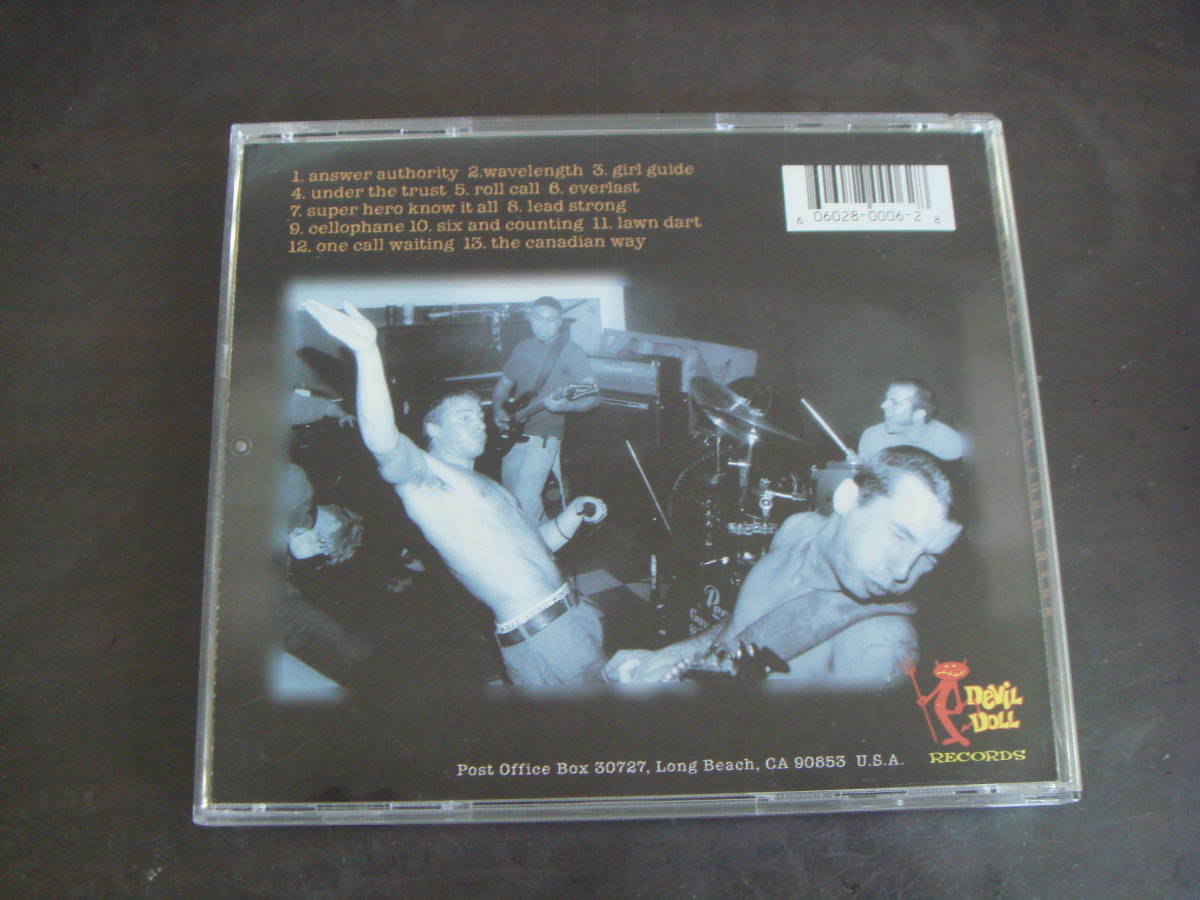 1. answer authority 2.wavelength 3. girl guide
4. under the trust 5. roll call 6. everlast
7. super hero know it all 8. lead strong
9. cellophane 10. six and counting 11. lawn dart
12. one call waiting 13. the canadian way
6 06028-0006-2 8
DEVIL
DOLL
RECORDS
Post Office Box 30727, Long Beach, CA 90853 U.S.A.